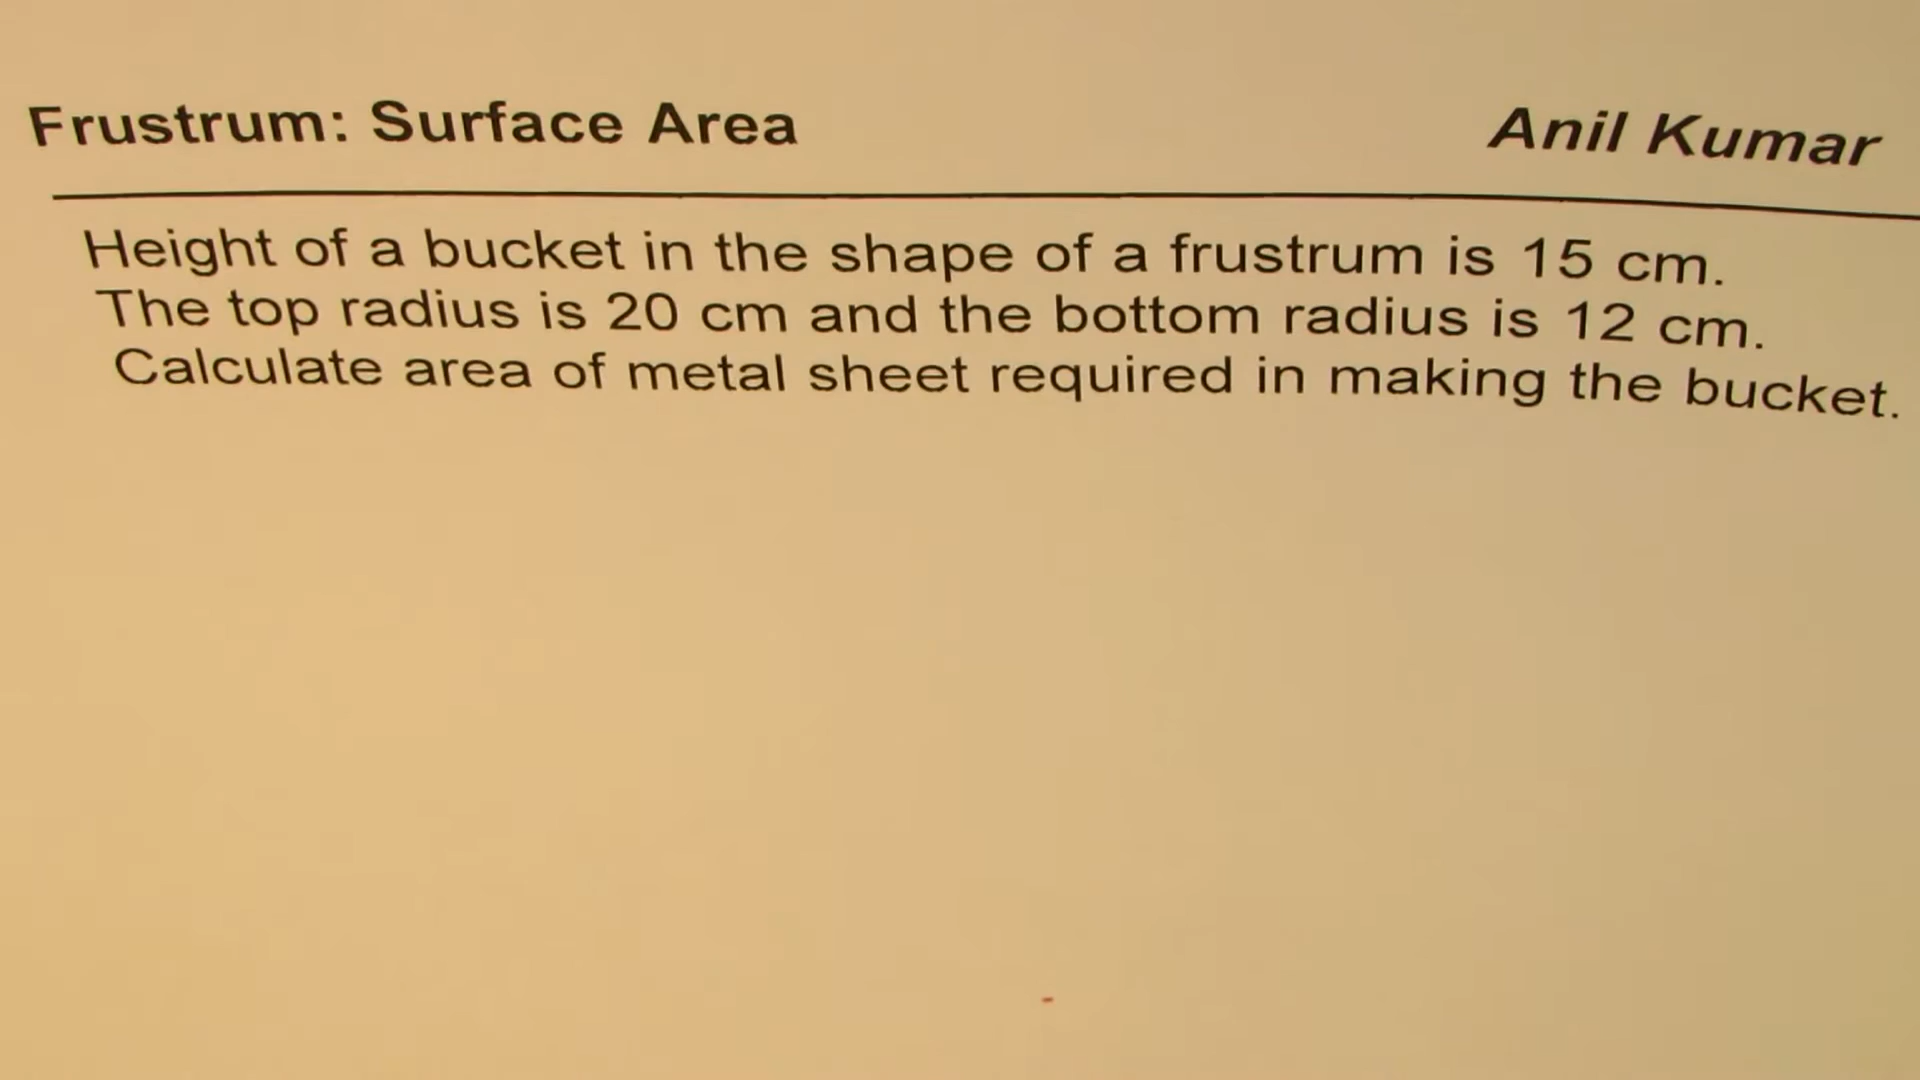 Frustrum: Surface Area
Anil Kumar
Height of a bucket in the shape of a frustrum is 15 cm.
The top radius is 20 cm and the bottom radius is 12 cm.
Calculate area of metal sheet required in making the bucket.